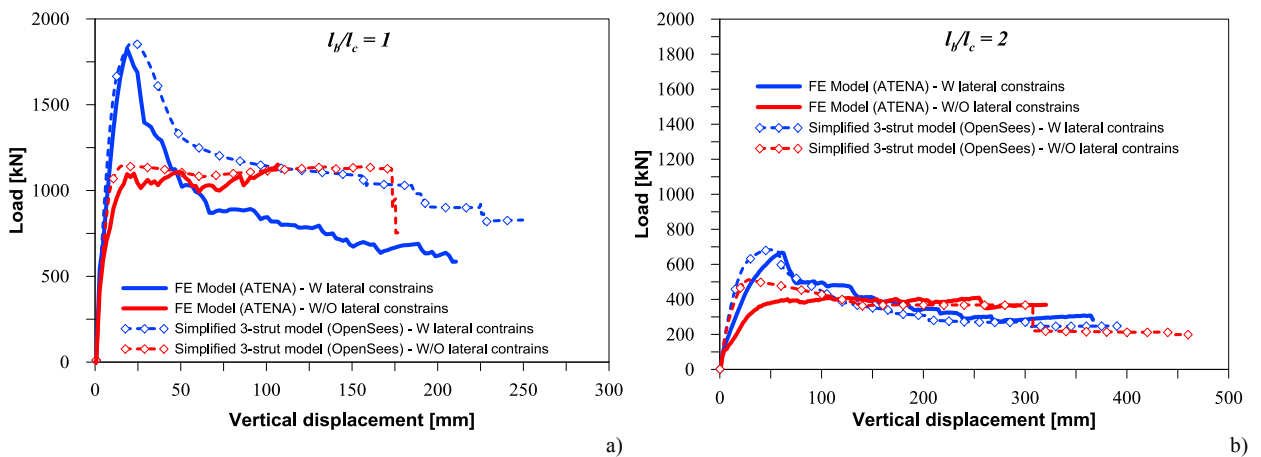 l_b/l_c = 1
2000
1500
1000
500
0
Load [kN]
FE Model (ATENA) - W lateral constrains
FE Model (ATENA) - W/O lateral constrains
Simplified 3-strut model (OpenSees) - W lateral contrains
Simplified 3-strut model (OpenSees) - W/O lateral contrains
0 50 100 150 200 250 300
Vertical displacement [mm]
a)
l_b/l_c = 2
2000
1800
1600
1400
1200
1000
800
600
400
200
0
Load [kN]
FE Model (ATENA) - W lateral constrains
FE Model (ATENA) - W/O lateral constrains
Simplified 3-strut model (OpenSees) - W lateral contrains
Simplified 3-strut model (OpenSees) - W/O lateral contrains
0 100 200 300 400 500
Vertical displacement [mm]
b)